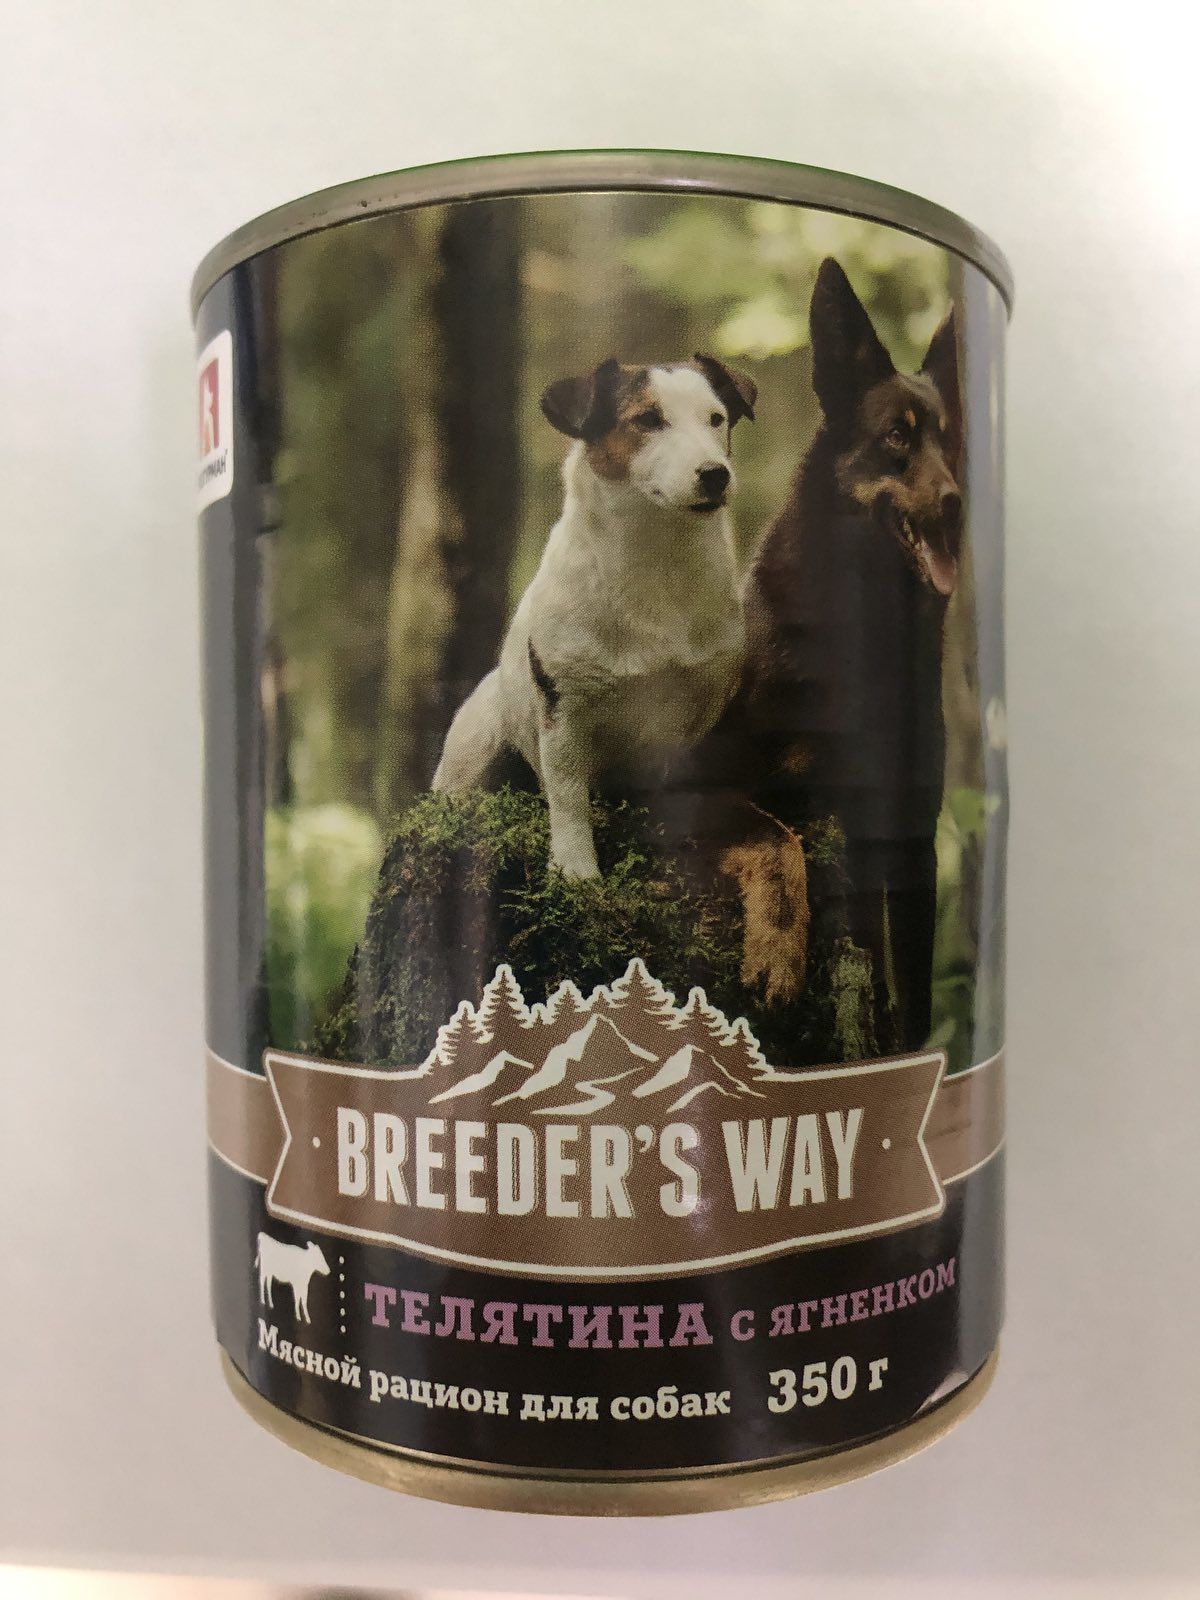 BREEDER'S WAY
ТЕЛЯТИНА С ЯГНЕНКОМ
Мясной рацион для собак 350 г